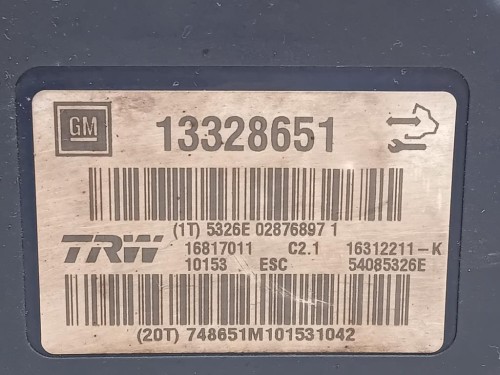 GM 13328651
(1T) 5326E 02876897 1
TRW 16817011 C2.1 16312211-K
10153 ESC 54085326E
(20T) 748651M101531042